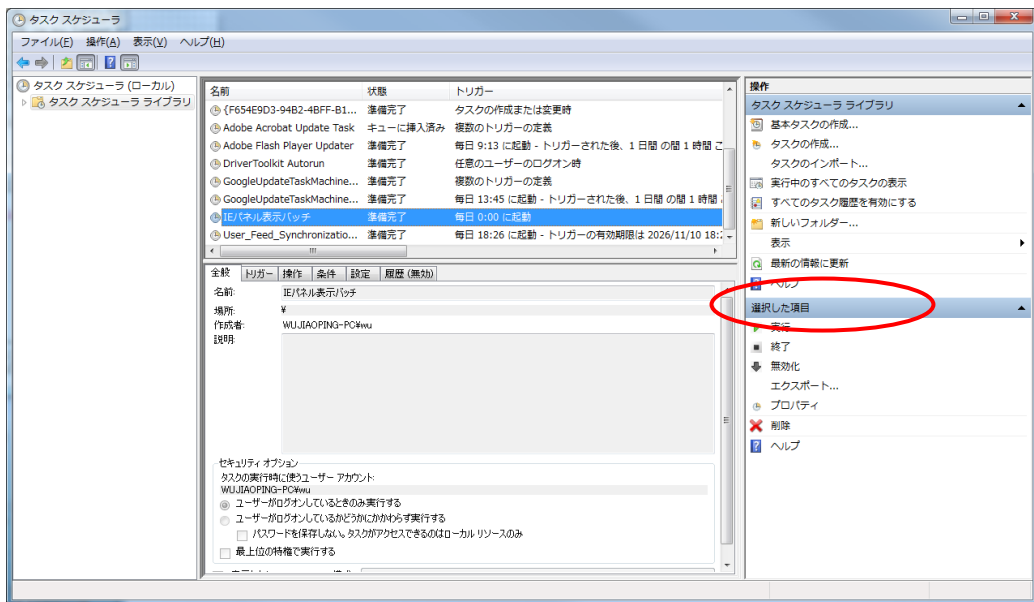 タスク スケジューラ
ファイル(F) 操作(A) 表示(V) ヘルプ(H)
タスク スケジューラ (ローカル)
タスク スケジューラ ライブラリ
名前 状態 トリガー
{F654E9D3-94B2-4BFF-B1... 準備完了 タスクの作成または変更時
Adobe Acrobat Update Task キューに挿入済み 複数のトリガーの定義
Adobe Flash Player Updater 準備完了 毎日 9:13 に起動 - トリガーされた後、1 日間 の間 1 時間 ご
DriverToolkit Autorun 準備完了 任意のユーザーのログオン時
GoogleUpdateTaskMachine... 準備完了 複数のトリガーの定義
GoogleUpdateTaskMachine... 準備完了 毎日 13:45 に起動 - トリガーされた後、1 日間 の間 1 時間
IEパネル表示バッチ 準備完了 毎日 0:00 に起動
User_Feed_Synchronizatio... 準備完了 毎日 18:26 に起動 - トリガーの有効期限は 2026/11/10 18:
全般 トリガー 操作 条件 設定 履歴 (無効)
名前: IEパネル表示バッチ
場所: ¥
作成者: WUJIAOPING-PC¥wu
説明:
セキュリティ オプション
タスクの実行時に使うユーザー アカウント:
WUJIAOPING-PC¥wu
ユーザーがログオンしているときのみ実行する
ユーザーがログオンしているかどうかにかかわらず実行する
パスワードを保存しない。タスクがアクセスできるのはローカル リソースのみ
最上位の特権で実行する
操作
タスク スケジューラ ライブラリ
基本タスクの作成...
タスクの作成...
タスクのインポート...
実行中のすべてのタスクの表示
すべてのタスク履歴を有効にする
新しいフォルダー...
表示
最新の情報に更新
ヘルプ
選択した項目
実行
終了
無効化
エクスポート...
プロパティ
削除
ヘルプ